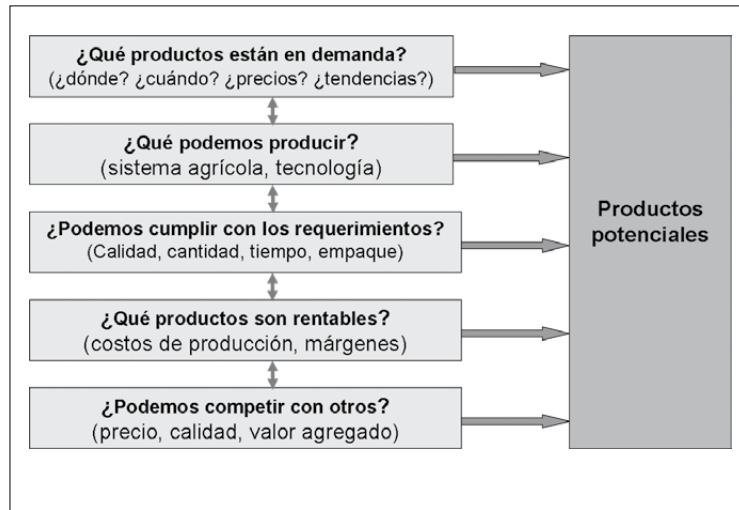 ¿Qué productos están en demanda?
(¿dónde? ¿cuándo? ¿precios? ¿tendencias?)
¿Qué podemos producir?
(sistema agrícola, tecnología)
¿Podemos cumplir con los requerimientos?
(Calidad, cantidad, tiempo, empaque)
¿Qué productos son rentables?
(costos de producción, márgenes)
¿Podemos competir con otros?
(precio, calidad, valor agregado)
Productos
potenciales